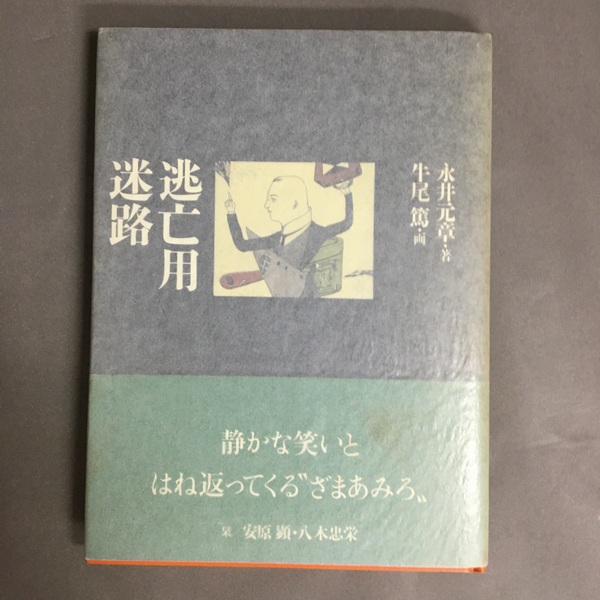 永井元章・著
牛尾篤・画
逃亡用
迷路
静かな笑いと
はね返ってくる〝ざまあみろ〟
栞 安原顕・八木忠栄